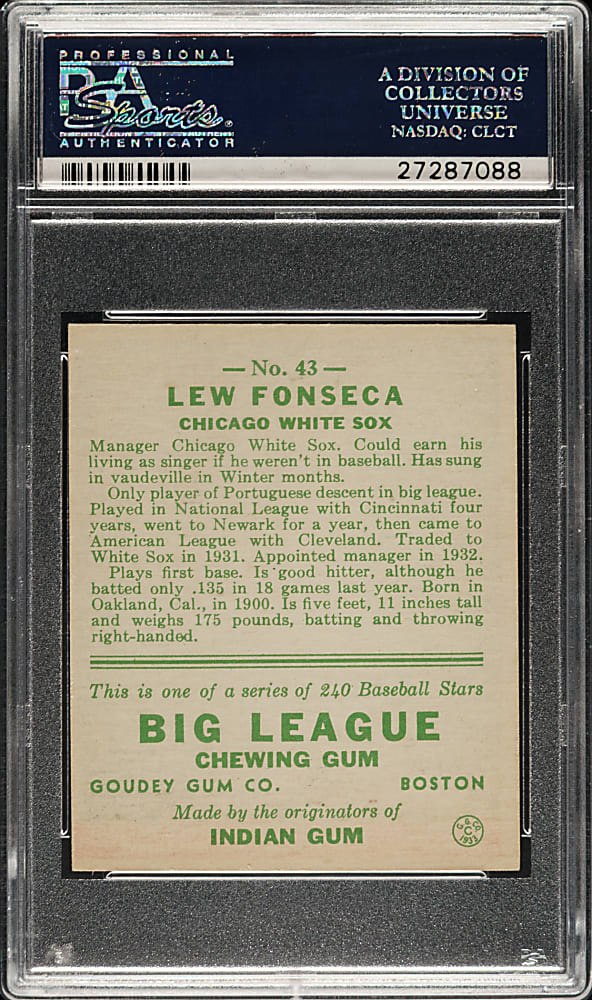 PROFESSIONAL
PSA
Sports
AUTHENTICATOR
A DIVISION OF
COLLECTORS
UNIVERSE
NASDAQ: CLCT
27287088
— No. 43 —
LEW FONSECA
CHICAGO WHITE SOX
Manager Chicago White Sox. Could earn his
living as singer if he weren't in baseball. Has sung
in vaudeville in Winter months.
Only player of Portuguese descent in big league.
Played in National League with Cincinnati four
years, went to Newark for a year, then came to
American League with Cleveland. Traded to
White Sox in 1931. Appointed manager in 1932.
Plays first base. Is good hitter, although he
batted only .135 in 18 games last year. Born in
Oakland, Cal., in 1900. Is five feet, 11 inches tall
and weighs 175 pounds, batting and throwing
right-handed.
This is one of a series of 240 Baseball Stars
BIG LEAGUE
CHEWING GUM
GOUDEY GUM CO. BOSTON
Made by the originators of
INDIAN GUM
G. G. CO.
C
1933